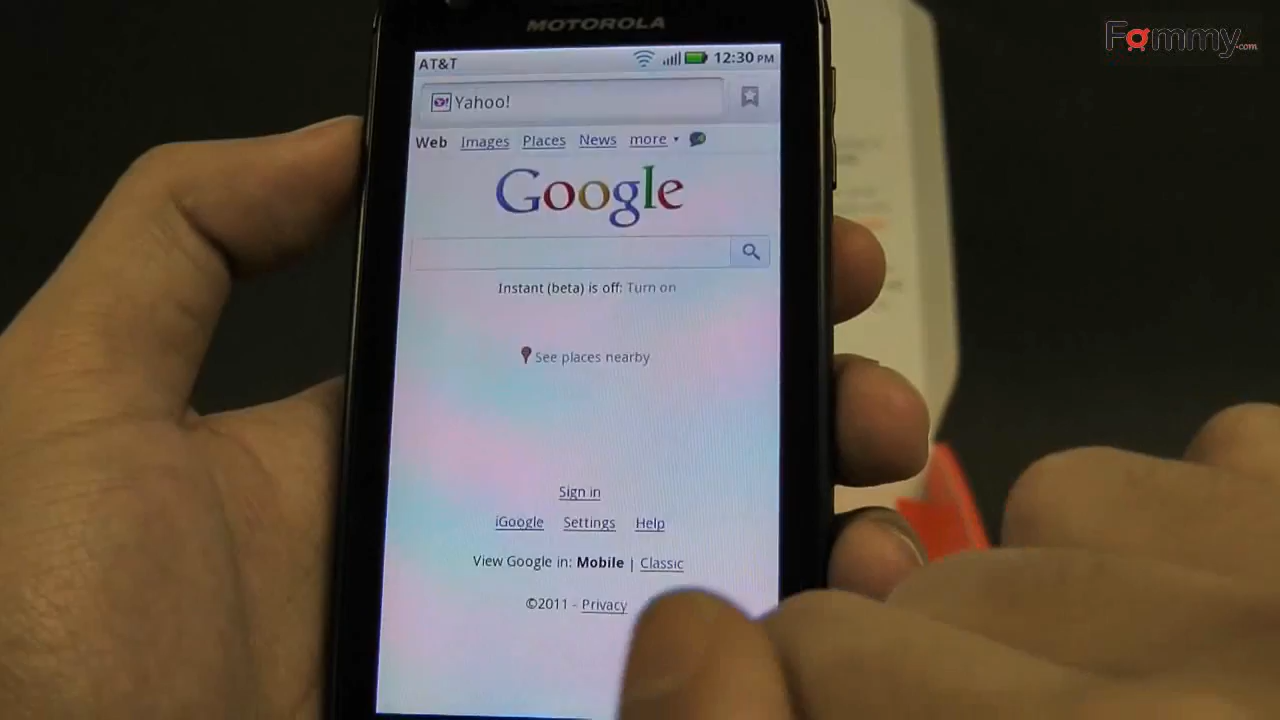 MOTOROLA
Fommy.com
AT&T 12:30 PM
Yahoo!
Web Images Places News more
Google
Instant (beta) is off: Turn on
See places nearby
Sign in
iGoogle Settings Help
View Google in: Mobile | Classic
©2011 - Privacy